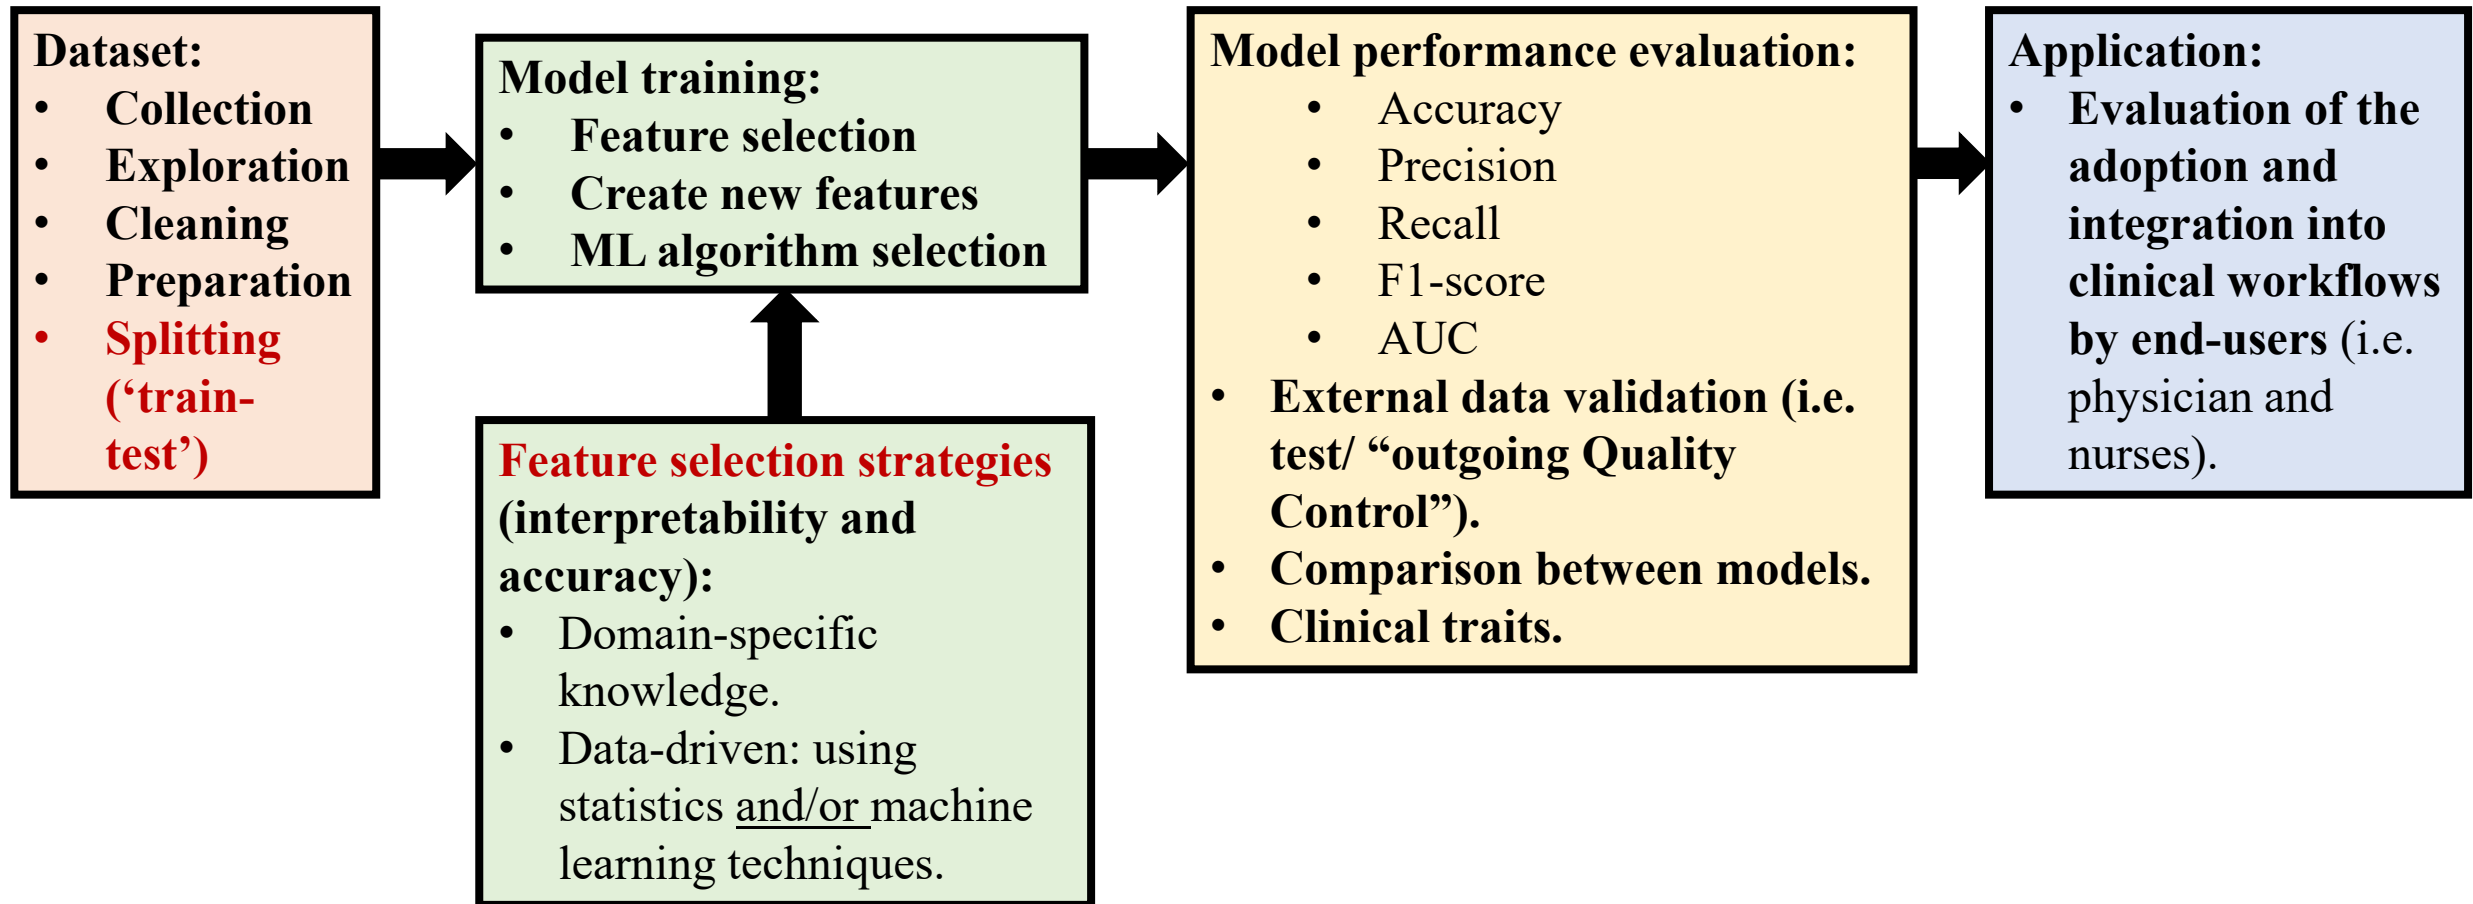 Dataset:
• Collection
• Exploration
• Cleaning
• Preparation
• Splitting
(‘train-
test’)
Model training:
• Feature selection
• Create new features
• ML algorithm selection
Feature selection strategies
(interpretability and
accuracy):
• Domain-specific
knowledge.
• Data-driven: using
statistics and/or machine
learning techniques.
Model performance evaluation:
• Accuracy
• Precision
• Recall
• F1-score
• AUC
• External data validation (i.e.
test/ “outgoing Quality
Control”).
• Comparison between models.
• Clinical traits.
Application:
• Evaluation of the
adoption and
integration into
clinical workflows
by end-users (i.e.
physician and
nurses).